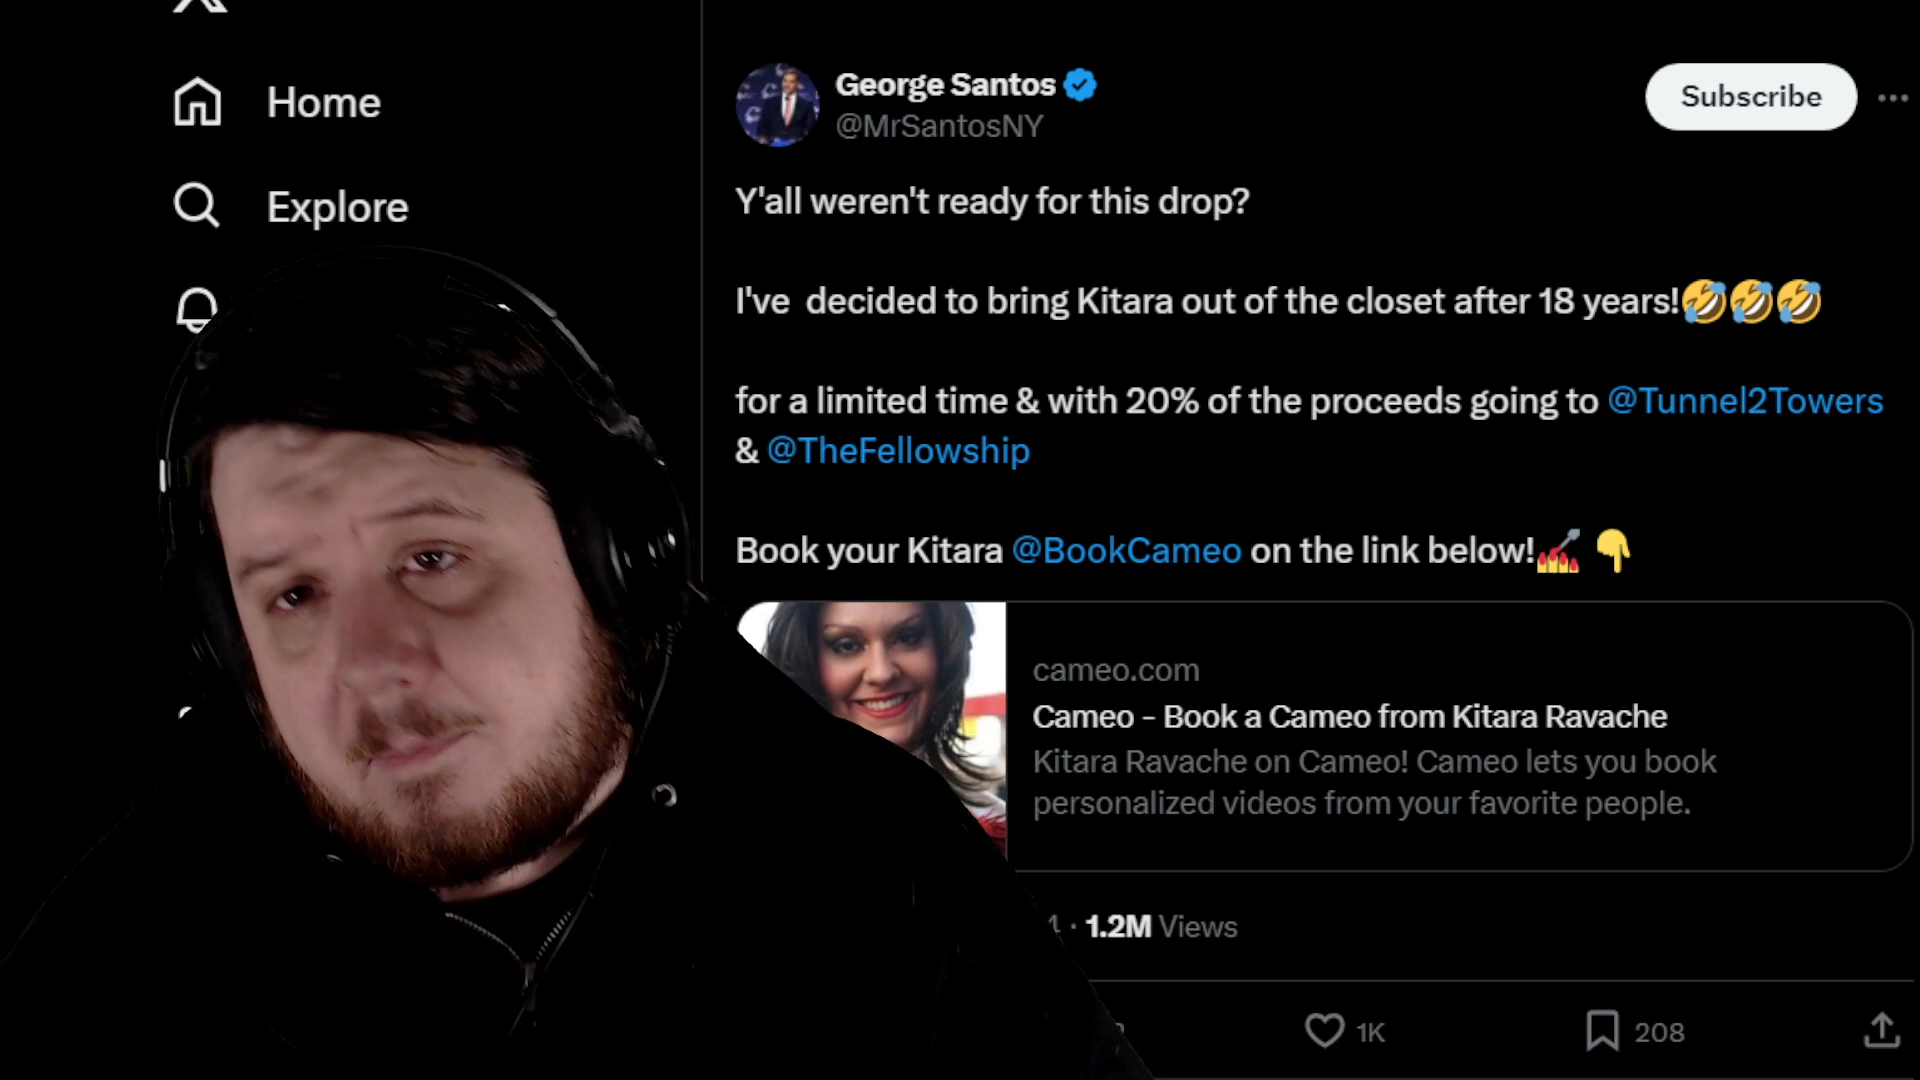 Home
Explore
George Santos
@MrSantosNY
Subscribe
Y'all weren't ready for this drop?
I've decided to bring Kitara out of the closet after 18 years!🤣🤣🤣
for a limited time & with 20% of the proceeds going to @Tunnel2Towers
& @TheFellowship
Book your Kitara @BookCameo on the link below!💅👇
cameo.com
Cameo - Book a Cameo from Kitara Ravache
Kitara Ravache on Cameo! Cameo lets you book
personalized videos from your favorite people.
· 1.2M Views
1K
208